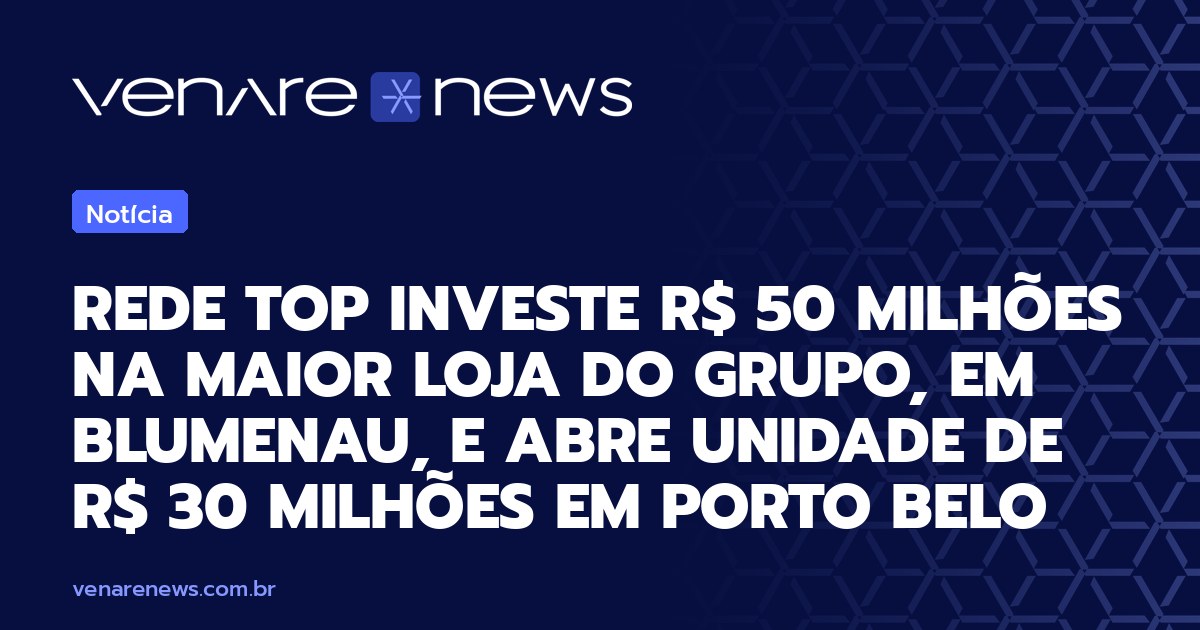 venare news
Notícia
REDE TOP INVESTE R$ 50 MILHÕES
NA MAIOR LOJA DO GRUPO, EM
BLUMENAU, E ABRE UNIDADE DE
R$ 30 MILHÕES EM PORTO BELO
venarenews.com.br